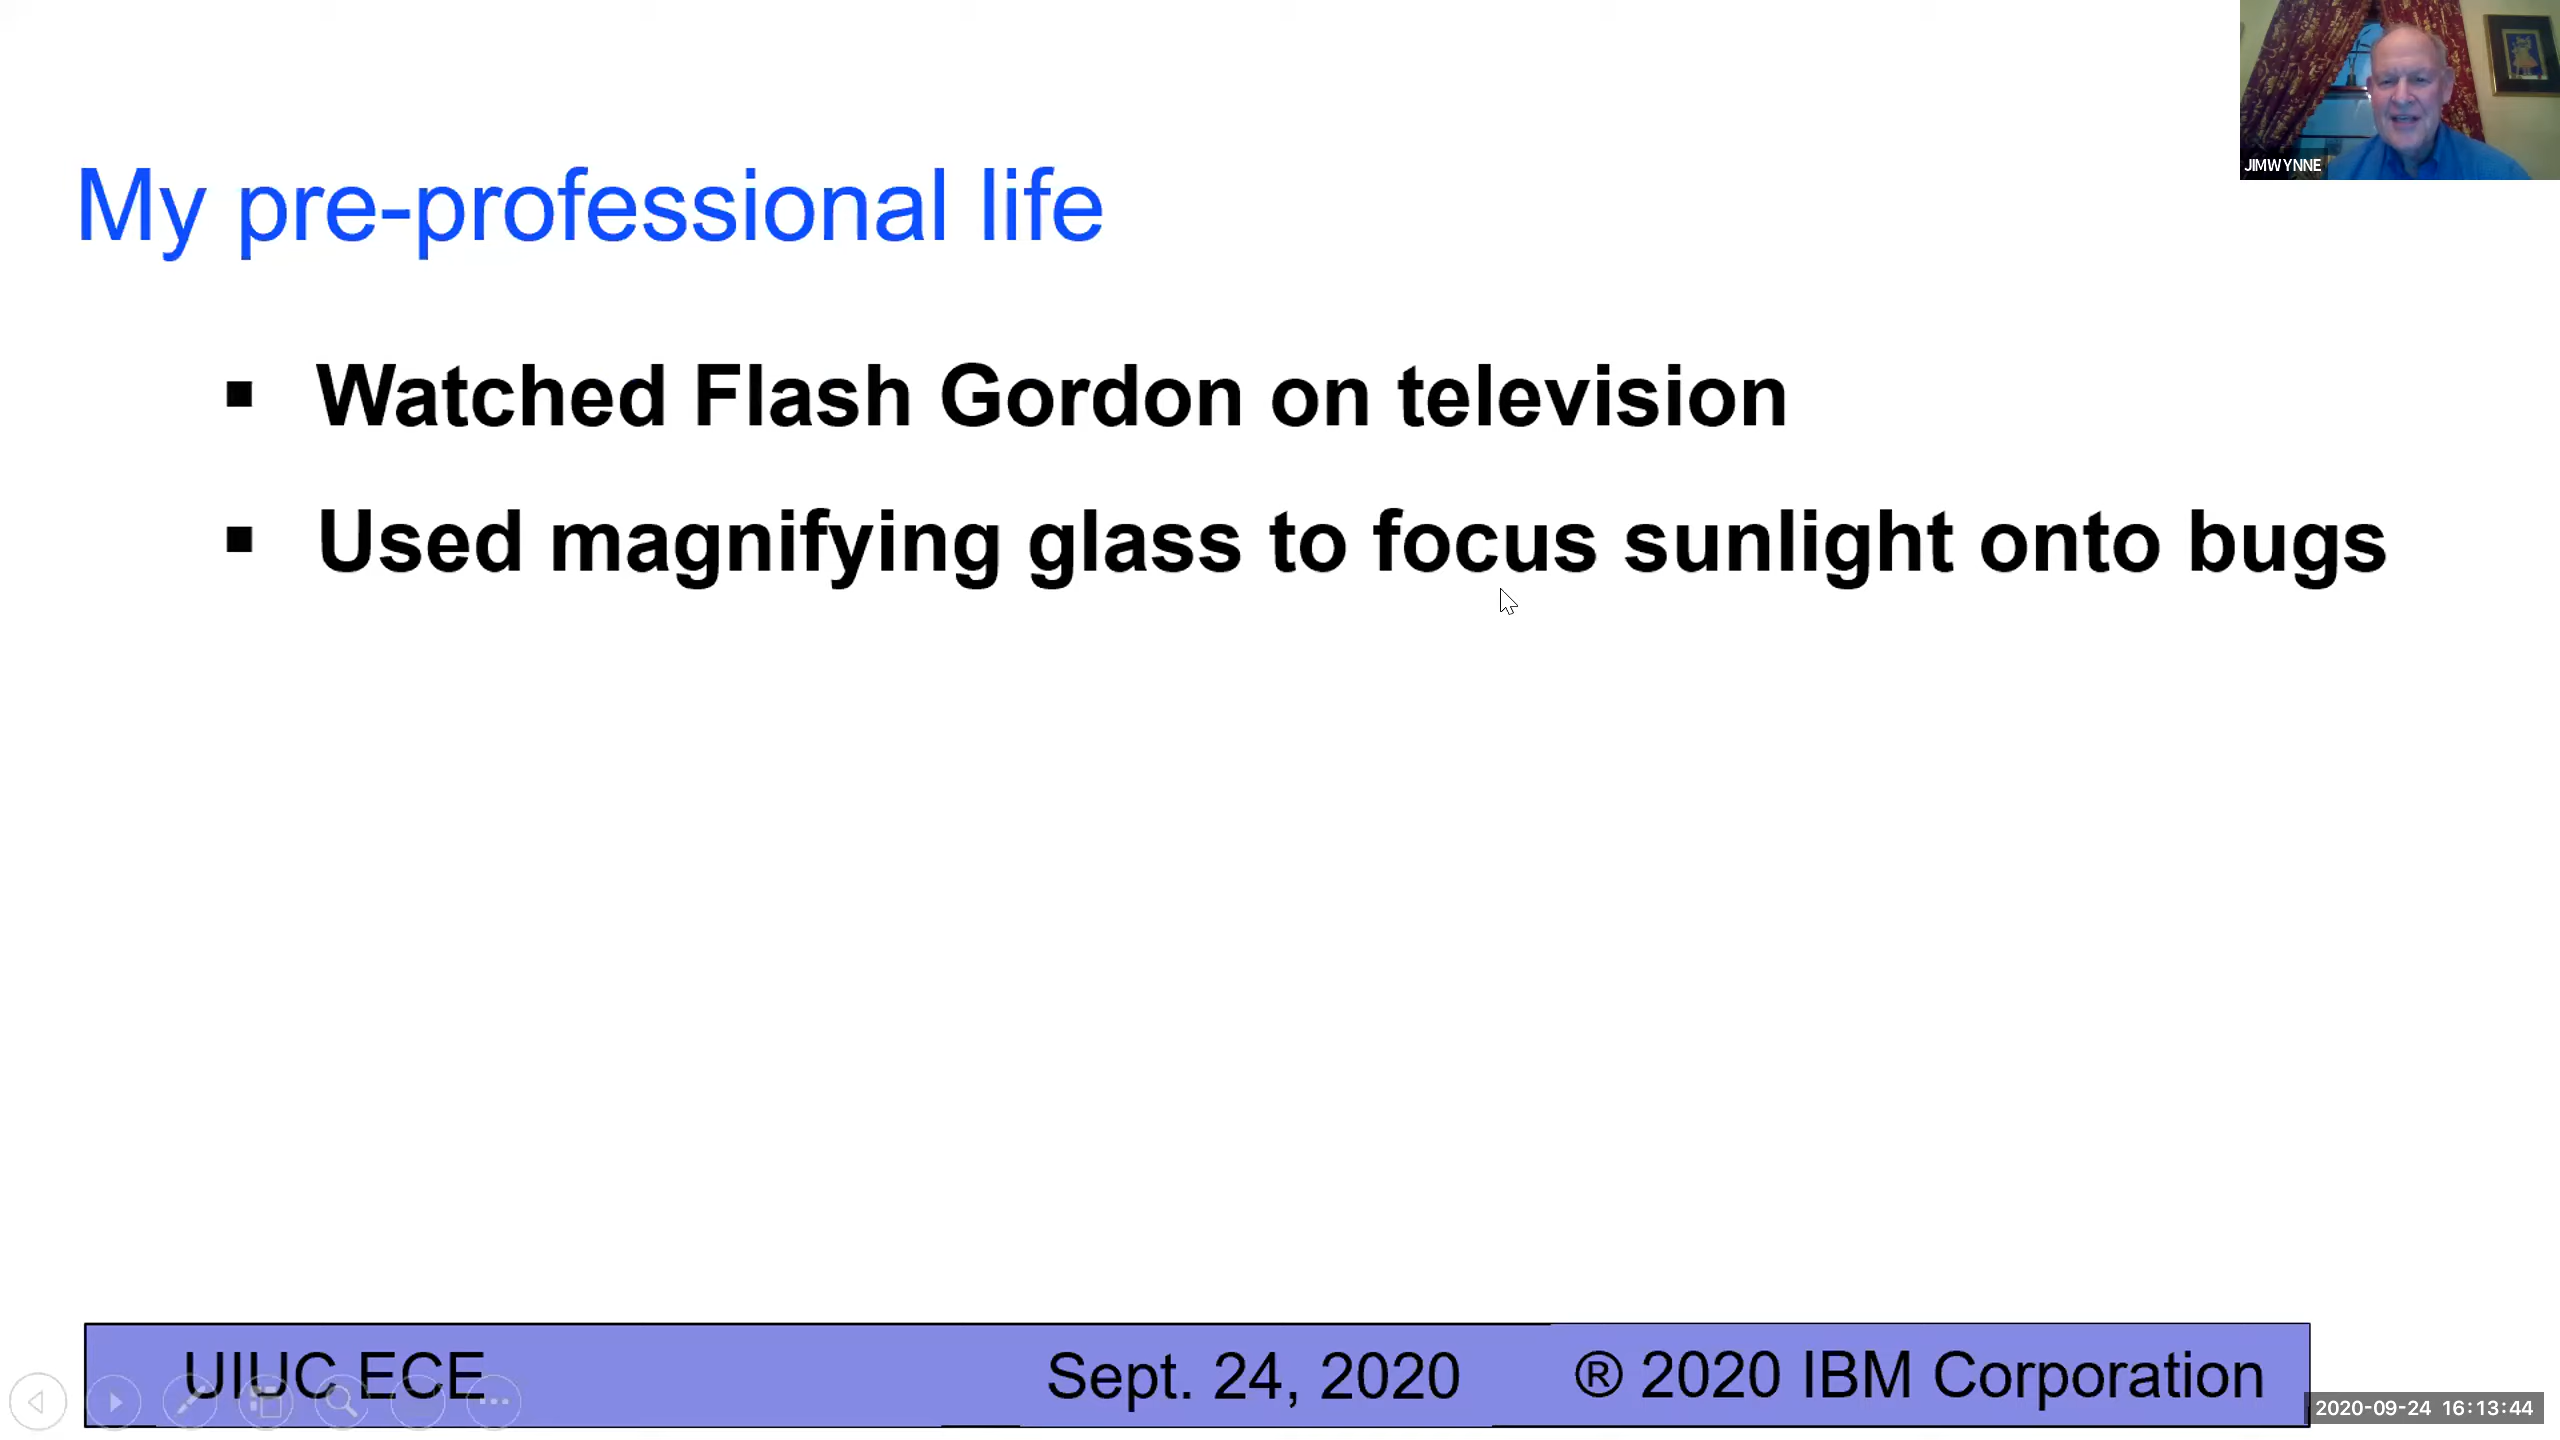 JIMWYNNE
My pre-professional life
▪ Watched Flash Gordon on television
▪ Used magnifying glass to focus sunlight onto bugs
UIUC ECE Sept. 24, 2020 ® 2020 IBM Corporation
2020-09-24 16:13:44